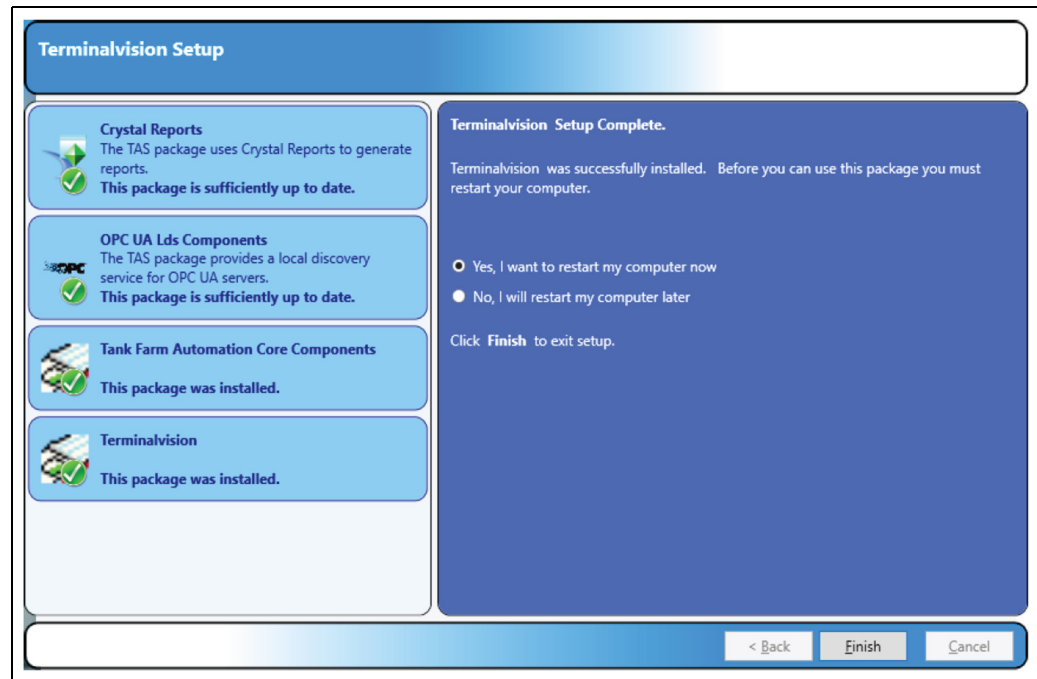 Terminalvision Setup
Crystal Reports
The TAS package uses Crystal Reports to generate
reports.
This package is sufficiently up to date.
OPC
OPC UA Lds Components
The TAS package provides a local discovery
service for OPC UA servers.
This package is sufficiently up to date.
Tank Farm Automation Core Components
This package was installed.
Terminalvision
This package was installed.
Terminalvision Setup Complete.
Terminalvision was successfully installed. Before you can use this package you must
restart your computer.
Yes, I want to restart my computer now
No, I will restart my computer later
Click Finish to exit setup.
< Back
Finish
Cancel